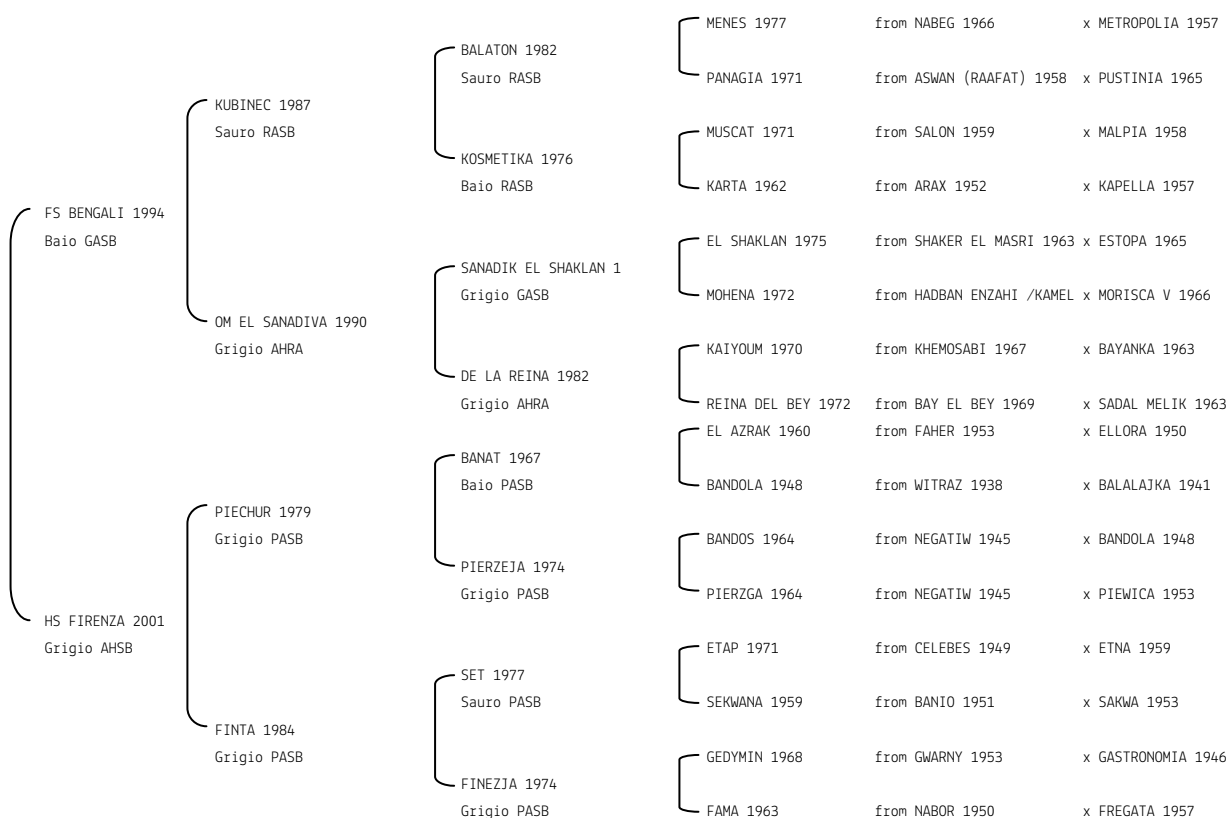 MENES 1977 from NABEG 1966 x METROPOLIA 1957
BALATON 1982
Sauro RASB
PANAGIA 1971 from ASWAN (RAAFAT) 1958 x PUSTINIA 1965
KUBINEC 1987
Sauro RASB
MUSCAT 1971 from SALON 1959 x MALPIA 1958
KOSMETIKA 1976
Baio RASB
KARTA 1962 from ARAX 1952 x KAPELLA 1957
FS BENGALI 1994
Baio GASB
EL SHAKLAN 1975 from SHAKER EL MASRI 1963 x ESTOPA 1965
SANADIK EL SHAKLAN 1
Grigio GASB
MOHENA 1972 from HADBAN ENZAHI /KAMEL x MORISCA V 1966
OM EL SANADIVA 1990
Grigio AHRA
KAIYOUM 1970 from KHEMOSABI 1967 x BAYANKA 1963
DE LA REINA 1982
Grigio AHRA
REINA DEL BEY 1972 from BAY EL BEY 1969 x SADAL MELIK 1963
EL AZRAK 1960 from FAHER 1953 x ELLORA 1950
BANAT 1967
Baio PASB
BANDOLA 1948 from WITRAZ 1938 x BALALAJKA 1941
PIECHUR 1979
Grigio PASB
BANDOS 1964 from NEGATIW 1945 x BANDOLA 1948
PIERZEJA 1974
Grigio PASB
PIERZGA 1964 from NEGATIW 1945 x PIEWICA 1953
HS FIRENZA 2001
Grigio AHSB
ETAP 1971 from CELEBES 1949 x ETNA 1959
SET 1977
Sauro PASB
SEKWANA 1959 from BANIO 1951 x SAKWA 1953
FINTA 1984
Grigio PASB
GEDYMIN 1968 from GWARNY 1953 x GASTRONOMIA 1946
FINEZJA 1974
Grigio PASB
FAMA 1963 from NABOR 1950 x FREGATA 1957